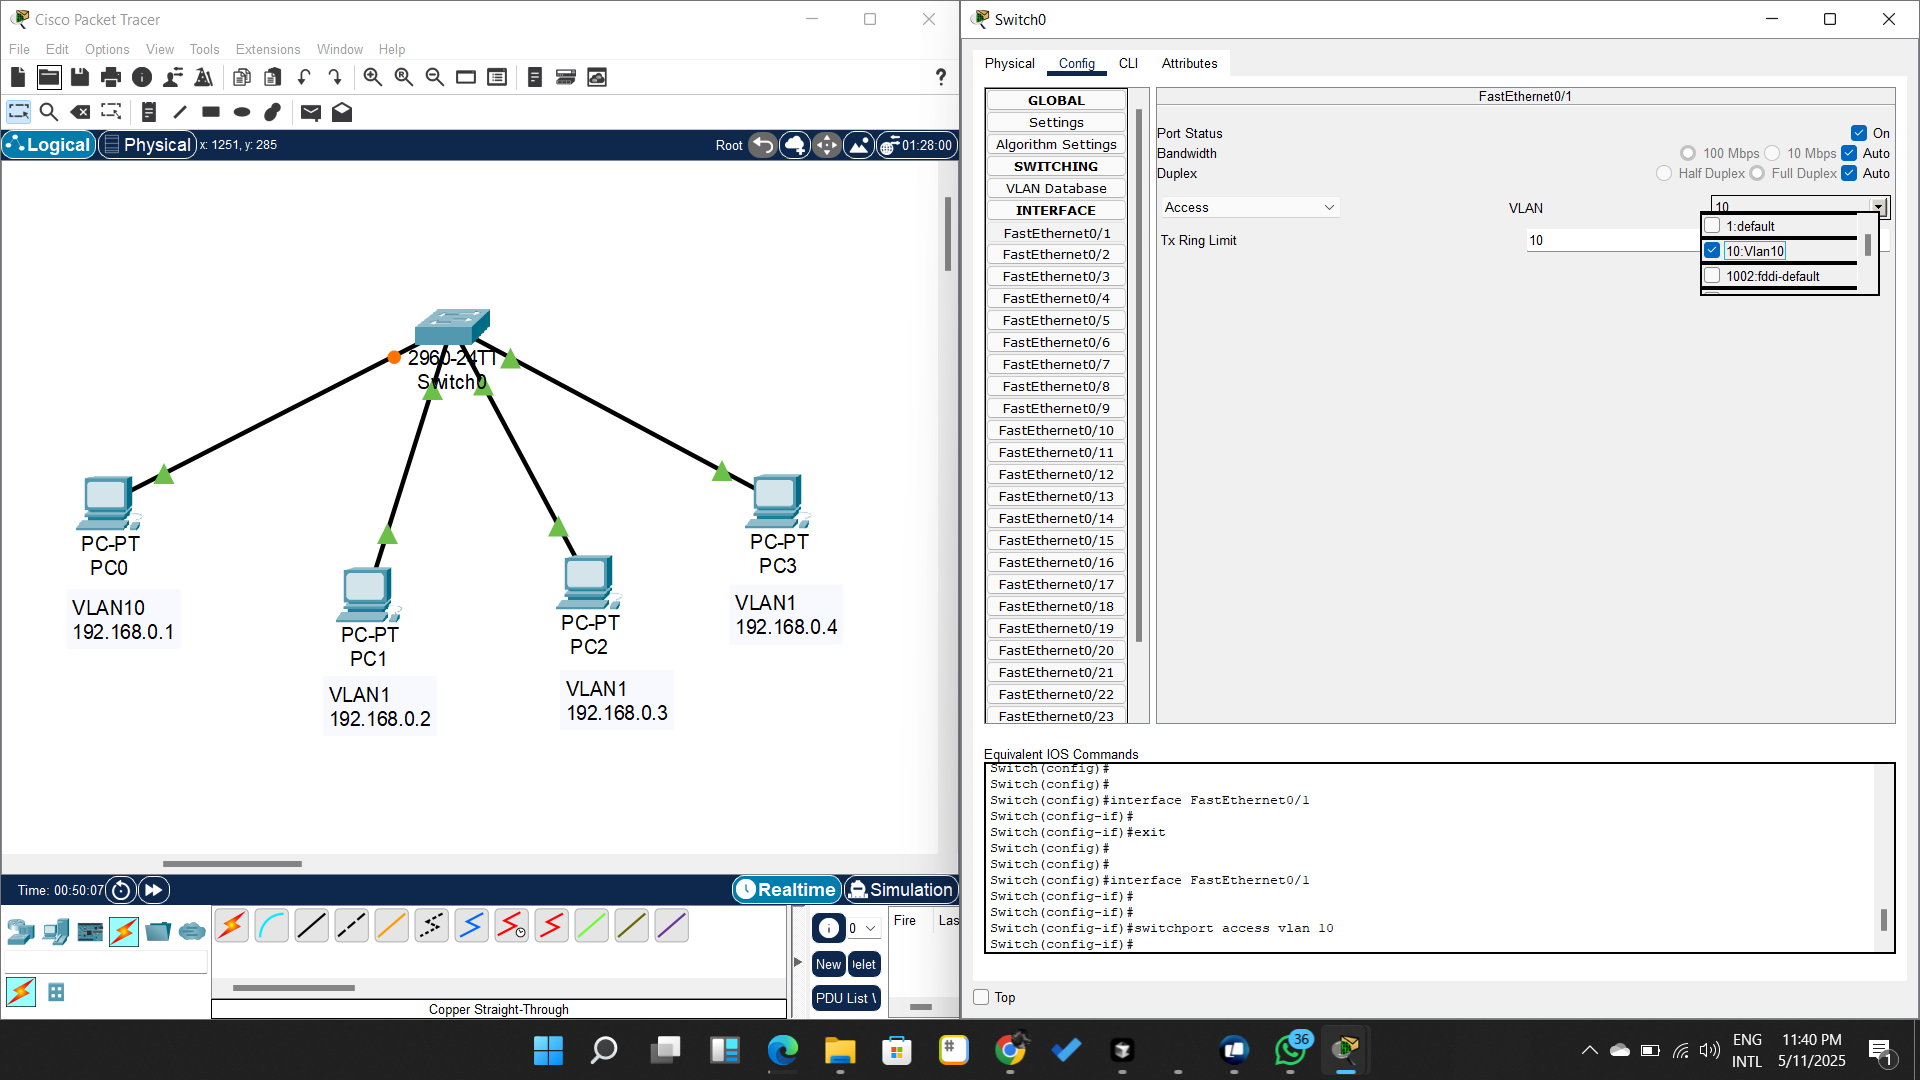 Cisco Packet Tracer
File Edit Options View Tools Extensions Window Help
?
Logical Physical x: 1251, y: 285 Root 01:28:00
2960-24TT
Switch0
PC-PT
PC0
VLAN10
192.168.0.1
PC-PT
PC1
VLAN1
192.168.0.2
PC-PT
PC2
VLAN1
192.168.0.3
PC-PT
PC3
VLAN1
192.168.0.4
Time: 00:50:07 Realtime Simulation
0
Fire Las
New elet
PDU List
Copper Straight-Through
Switch0
Physical Config CLI Attributes
GLOBAL
Settings
Algorithm Settings
SWITCHING
VLAN Database
INTERFACE
FastEthernet0/1
FastEthernet0/2
FastEthernet0/3
FastEthernet0/4
FastEthernet0/5
FastEthernet0/6
FastEthernet0/7
FastEthernet0/8
FastEthernet0/9
FastEthernet0/10
FastEthernet0/11
FastEthernet0/12
FastEthernet0/13
FastEthernet0/14
FastEthernet0/15
FastEthernet0/16
FastEthernet0/17
FastEthernet0/18
FastEthernet0/19
FastEthernet0/20
FastEthernet0/21
FastEthernet0/22
FastEthernet0/23
FastEthernet0/1
Port Status On
Bandwidth 100 Mbps 10 Mbps Auto
Duplex Half Duplex Full Duplex Auto
Access VLAN 10
1:default
10:Vlan10
1002:fddi-default
Tx Ring Limit 10
Equivalent IOS Commands
Switch(config)#
Switch(config)#
Switch(config)#interface FastEthernet0/1
Switch(config-if)#
Switch(config-if)#exit
Switch(config)#
Switch(config)#
Switch(config)#interface FastEthernet0/1
Switch(config-if)#
Switch(config-if)#
Switch(config-if)#switchport access vlan 10
Switch(config-if)#
Top
#
36
ENG
INTL
11:40 PM
5/11/2025
1